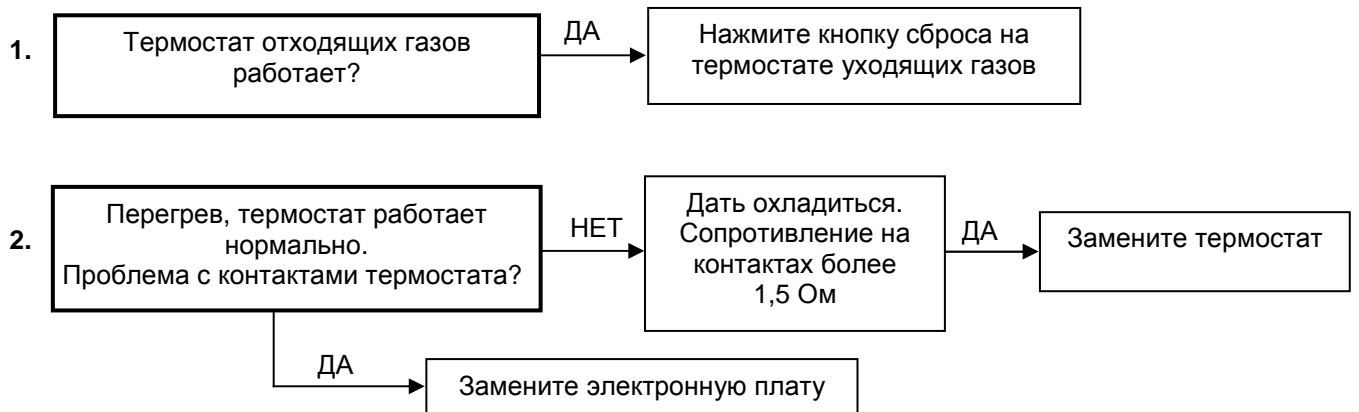 1.
Термостат отходящих газов
работает?
ДА
Нажмите кнопку сброса на
термостате уходящих газов
2.
Перегрев, термостат работает
нормально.
Проблема с контактами термостата?
НЕТ
Дать охладиться.
Сопротивление на
контактах более
1,5 Ом
ДА
Замените термостат
ДА
Замените электронную плату